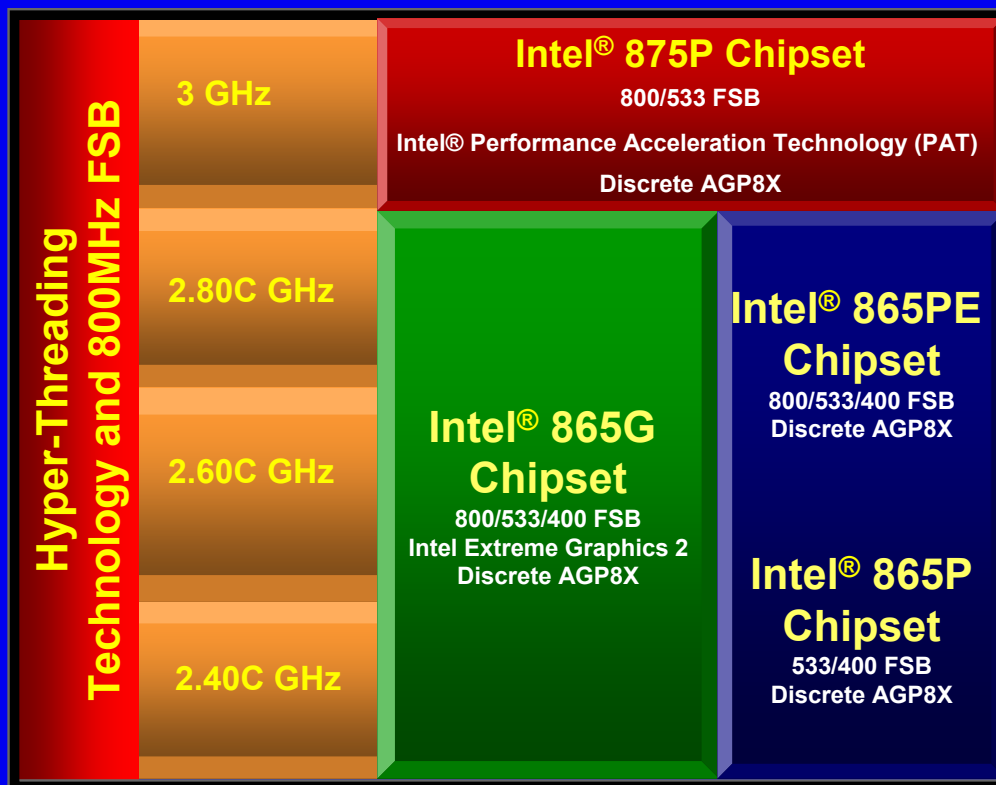 Hyper-Threading
Technology and 800MHz FSB
3 GHz
2.80C GHz
2.60C GHz
2.40C GHz
Intel® 875P Chipset
800/533 FSB
Intel® Performance Acceleration Technology (PAT)
Discrete AGP8X
Intel® 865G
Chipset
800/533/400 FSB
Intel Extreme Graphics 2
Discrete AGP8X
Intel® 865PE
Chipset
800/533/400 FSB
Discrete AGP8X
Intel® 865P
Chipset
533/400 FSB
Discrete AGP8X